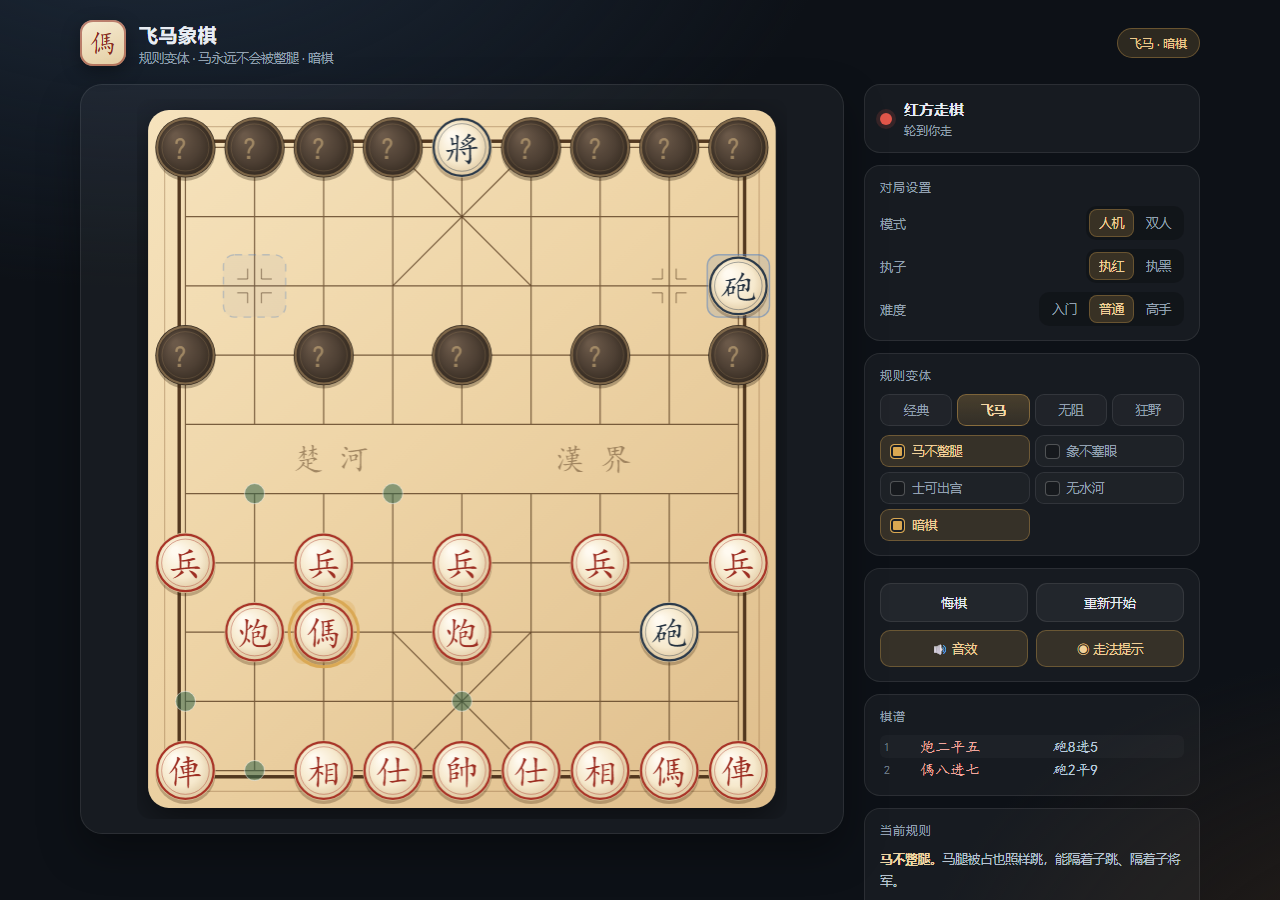 傌
飞马象棋
规则变体 · 马永远不会被蹩腿 · 暗棋
飞马 · 暗棋
? ? ? ? 將 ? ? ? ?
砲
? ? ? ? ?
楚 河 漢 界
兵 兵 兵 兵 兵
炮 傌 炮 砲
俥 相 仕 帥 仕 相 傌 俥
红方走棋
轮到你走
对局设置
模式 人机 双人
执子 执红 执黑
难度 入门 普通 高手
规则变体
经典 飞马 无阻 狂野
马不蹩腿 象不塞眼
士可出宫 无水河
暗棋
悔棋 重新开始
音效 走法提示
棋谱
1 炮二平五 砲8进5
2 傌八进七 砲2平9
当前规则
马不蹩腿。马腿被占也照样跳，能隔着子跳、隔着子将
军。